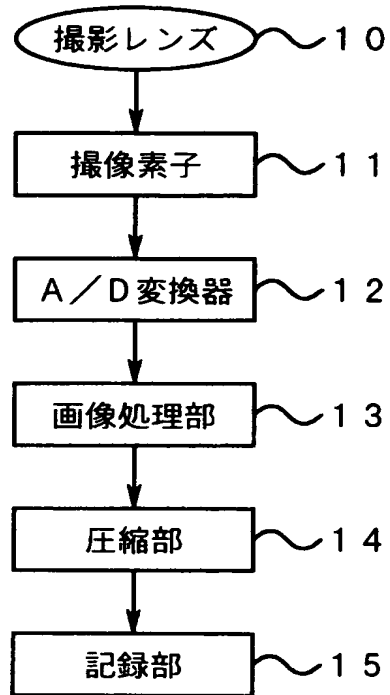 撮影レンズ 10
撮像素子 11
A/D変換器 12
画像処理部 13
圧縮部 14
記録部 15